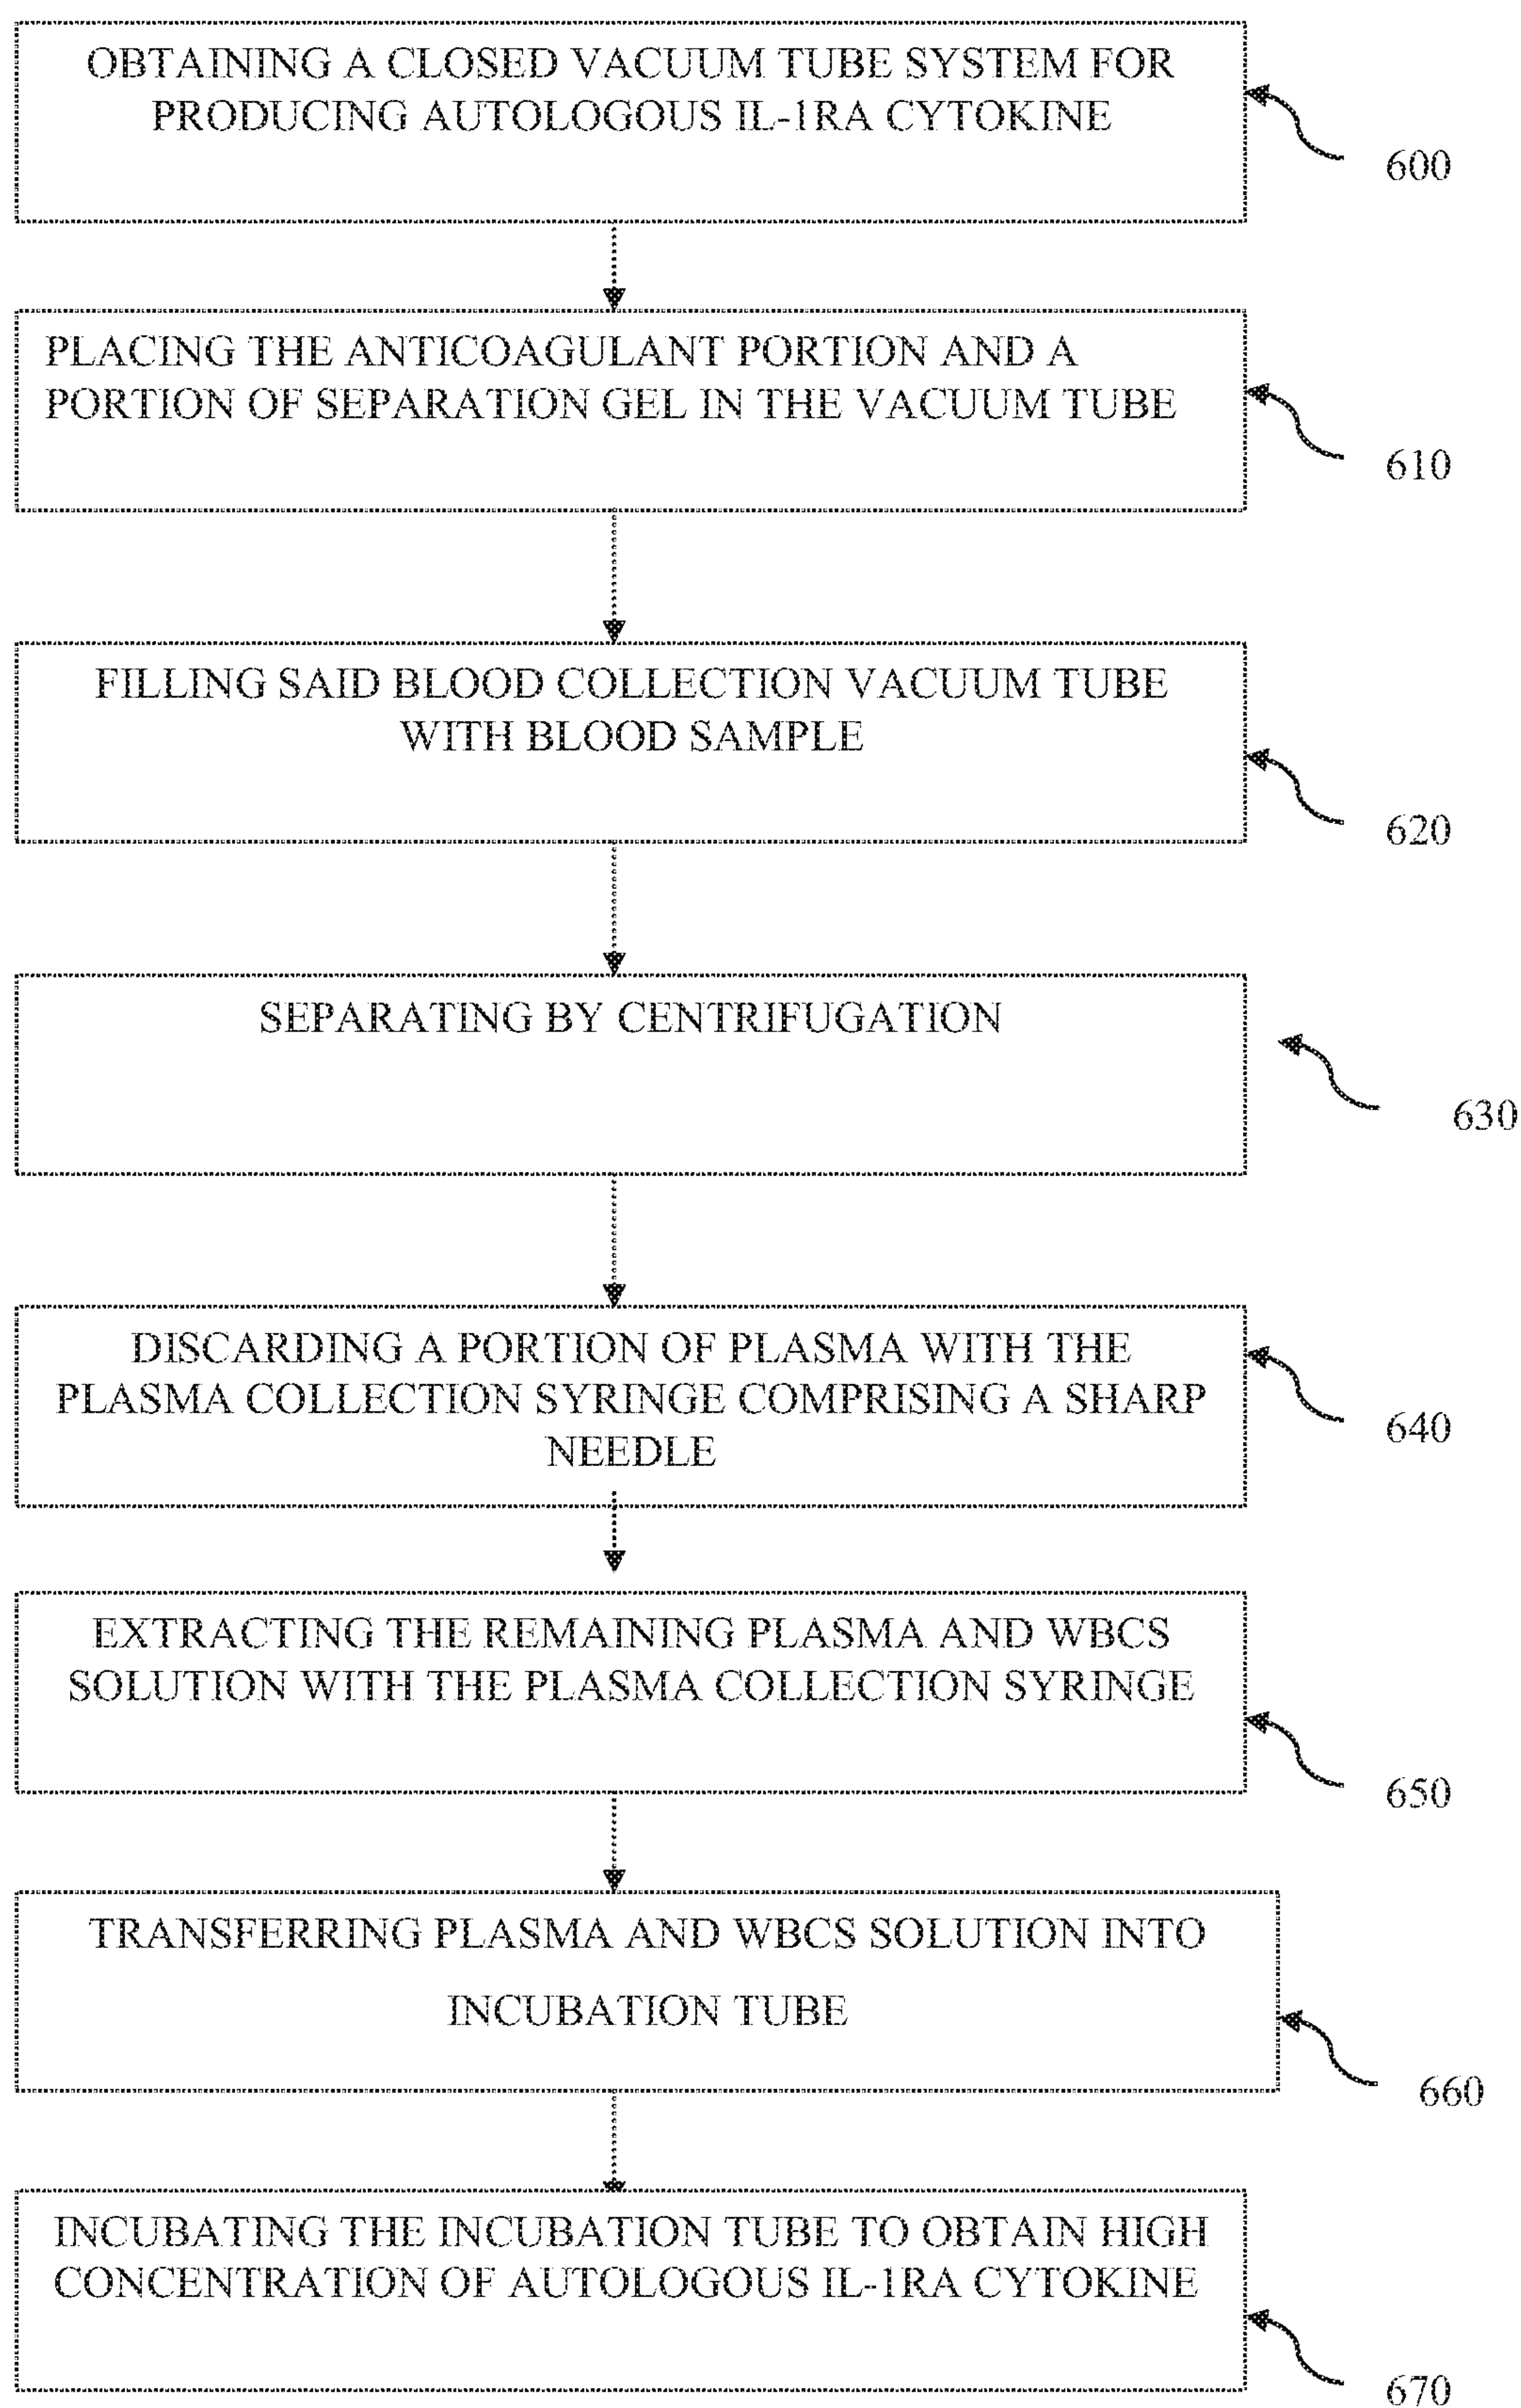 OBTAINING A CLOSED VACUUM TUBE SYSTEM FOR
PRODUCING AUTOLOGOUS IL-1RA CYTOKINE
600
PLACING THE ANTICOAGULANT PORTION AND A
PORTION OF SEPARATION GEL IN THE VACUUM TUBE
610
FILLING SAID BLOOD COLLECTION VACUUM TUBE
WITH BLOOD SAMPLE
620
SEPARATING BY CENTRIFUGATION
630
DISCARDING A PORTION OF PLASMA WITH THE
PLASMA COLLECTION SYRINGE COMPRISING A SHARP
NEEDLE
640
EXTRACTING THE REMAINING PLASMA AND WBCS
SOLUTION WITH THE PLASMA COLLECTION SYRINGE
650
TRANSFERRING PLASMA AND WBCS SOLUTION INTO
INCUBATION TUBE
660
INCUBATING THE INCUBATION TUBE TO OBTAIN HIGH
CONCENTRATION OF AUTOLOGOUS IL-1RA CYTOKINE
670